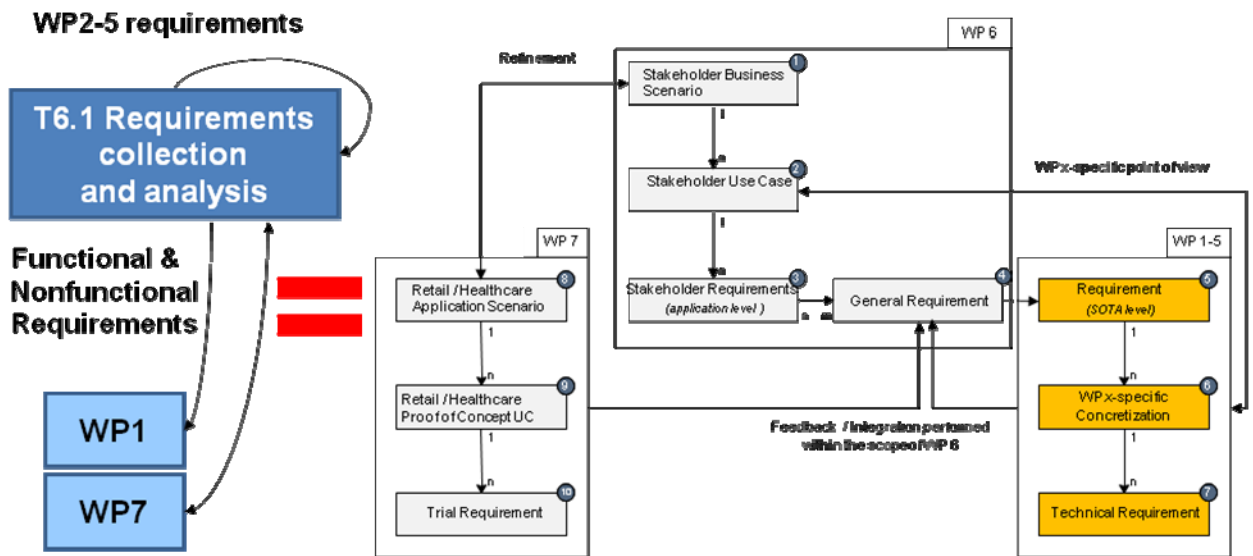 WP2-5 requirements
T6.1 Requirements
collection
and analysis
Functional &
Nonfunctional
Requirements
WP1
WP7
Refinement
WP 6
1
Stakeholder Business
Scenario
1
n
2
Stakeholder Use Case
1
n
3
Stakeholder Requirements
(application level )
n
m
4
General Requirement
WPx-specific point of view
WP 7
8
Retail / Healthcare
Application Scenario
1
n
9
Retail / Healthcare
Proof of Concept UC
1
n
10
Trial Requirement
Feedback / Integration performed
within the scope of WP 6
WP 1-5
5
Requirement
(SOTA level)
1
n
6
WPx-specific
Concretization
1
n
7
Technical Requirement